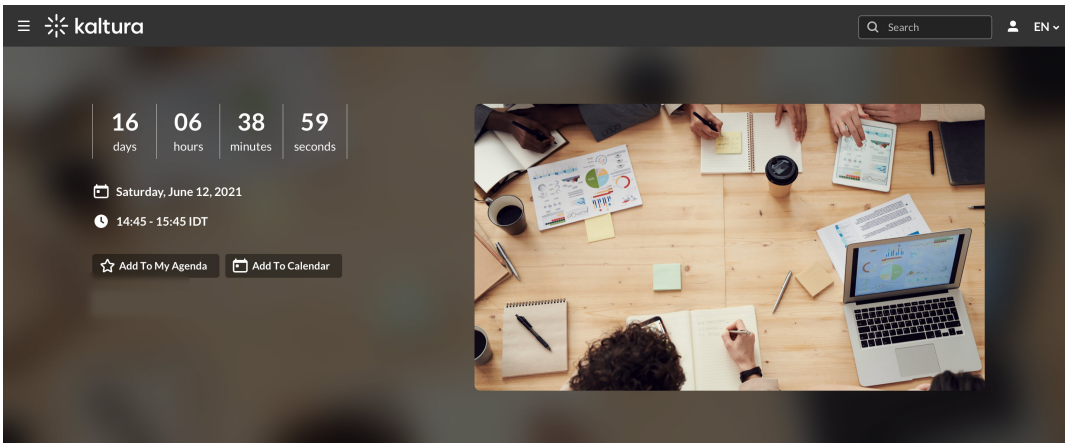 kaltura
Search
EN
16 06 38 59
days hours minutes seconds
Saturday, June 12, 2021
14:45 - 15:45 IDT
Add To My Agenda Add To Calendar